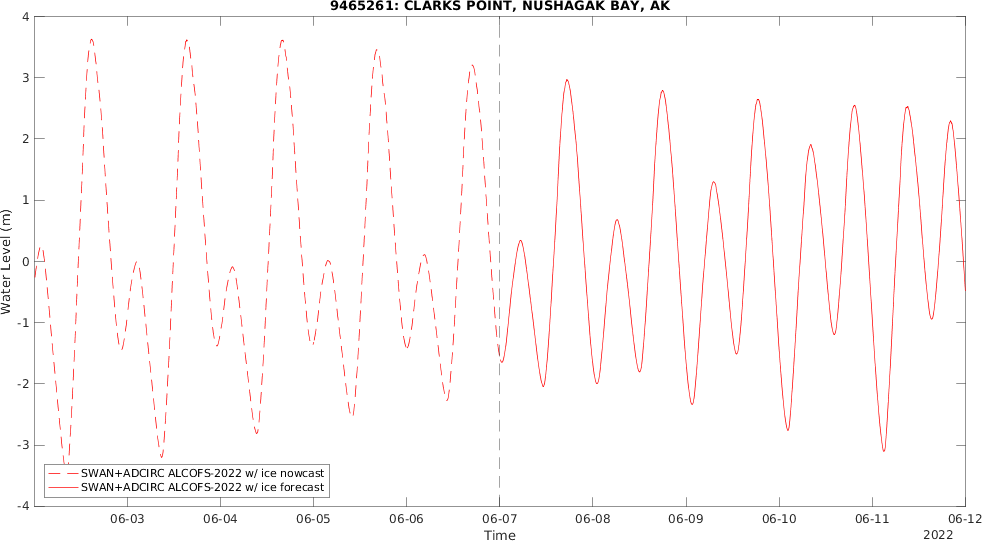 9465261: CLARKS POINT, NUSHAGAK BAY, AK
Water Level (m)
4
3
2
1
0
-1
-2
-3
-4
SWAN+ADCIRC ALCOFS-2022 w/ ice nowcast
SWAN+ADCIRC ALCOFS-2022 w/ ice forecast
06-03 06-04 06-05 06-06 06-07 06-08 06-09 06-10 06-11 06-12
Time
2022